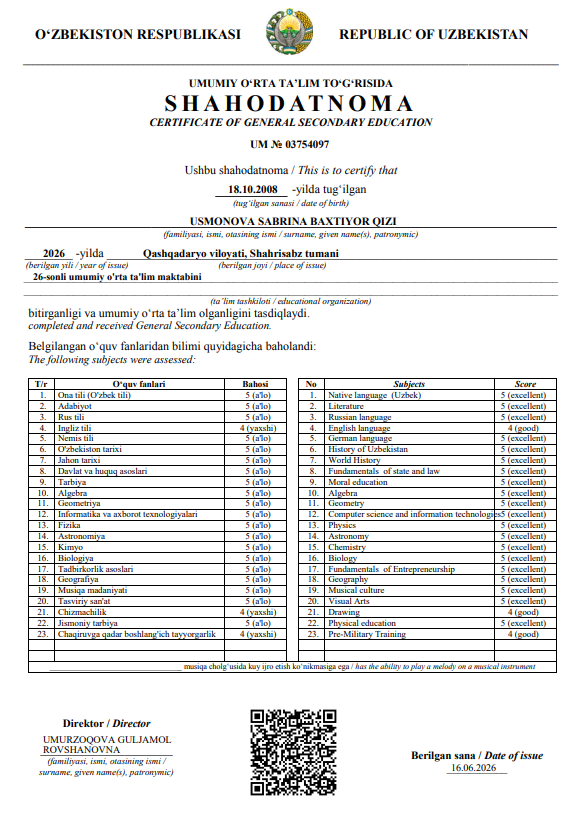 O‘ZBEKISTON RESPUBLIKASI
REPUBLIC OF UZBEKISTAN
UMUMIY O‘RTA TA’LIM TO‘G‘RISIDA
SHAHODATNOMA
CERTIFICATE OF GENERAL SECONDARY EDUCATION
UM № 03754097
Ushbu shahodatnoma / This is to certify that
18.10.2008 -yilda tug‘ilgan
(tug‘ilgan sanasi / date of birth)
USMONOVA SABRINA BAXTIYOR QIZI
(familiyasi, ismi, otasining ismi / surname, given name(s), patronymic)
2026 -yilda Qashqadaryo viloyati, Shahrisabz tumani
(berilgan yili / year of issue) (berilgan joyi / place of issue)
26-sonli umumiy o'rta ta'lim maktabini
(ta’lim tashkiloti / educational organization)
bitirganligi va umumiy o‘rta ta’lim olganligini tasdiqlaydi.
completed and received General Secondary Education.
Belgilangan o‘quv fanlaridan bilimi quyidagicha baholandi:
The following subjects were assessed:
T/r O‘quv fanlari Bahosi No Subjects Score
1. Ona tili (O'zbek tili) 5 (a'lo) 1. Native language (Uzbek) 5 (excellent)
2. Adabiyot 5 (a'lo) 2. Literature 5 (excellent)
3. Rus tili 5 (a'lo) 3. Russian language 5 (excellent)
4. Ingliz tili 4 (yaxshi) 4. English language 4 (good)
5. Nemis tili 5 (a'lo) 5. German language 5 (excellent)
6. O'zbekiston tarixi 5 (a'lo) 6. History of Uzbekistan 5 (excellent)
7. Jahon tarixi 5 (a'lo) 7. World History 5 (excellent)
8. Davlat va huquq asoslari 5 (a'lo) 8. Fundamentals of state and law 5 (excellent)
9. Tarbiya 5 (a'lo) 9. Moral education 5 (excellent)
10. Algebra 5 (a'lo) 10. Algebra 5 (excellent)
11. Geometriya 5 (a'lo) 11. Geometry 5 (excellent)
12. Informatika va axborot texnologiyalari 5 (a'lo) 12. Computer science and information technologies 5 (excellent)
13. Fizika 5 (a'lo) 13. Physics 5 (excellent)
14. Astronomiya 5 (a'lo) 14. Astronomy 5 (excellent)
15. Kimyo 5 (a'lo) 15. Chemistry 5 (excellent)
16. Biologiya 5 (a'lo) 16. Biology 5 (excellent)
17. Tadbirkorlik asoslari 5 (a'lo) 17. Fundamentals of Entrepreneurship 5 (excellent)
18. Geografiya 5 (a'lo) 18. Geography 5 (excellent)
19. Musiqa madaniyati 5 (a'lo) 19. Musical culture 5 (excellent)
20. Tasviriy san'at 5 (a'lo) 20. Visual Arts 5 (excellent)
21. Chizmachilik 4 (yaxshi) 21. Drawing 4 (good)
22. Jismoniy tarbiya 5 (a'lo) 22. Physical education 5 (excellent)
23. Chaqiruvga qadar boshlang'ich tayyorgarlik 4 (yaxshi) 23. Pre-Military Training 4 (good)
musiqa cholg‘usida kuy ijro etish ko‘nikmasiga ega / has the ability to play a melody on a musical instrument
Direktor / Director
UMURZOQOVA GULJAMOL
ROVSHANOVNA
(familiyasi, ismi, otasining ismi /
surname, given name(s), patronymic)
Berilgan sana / Date of issue
16.06.2026